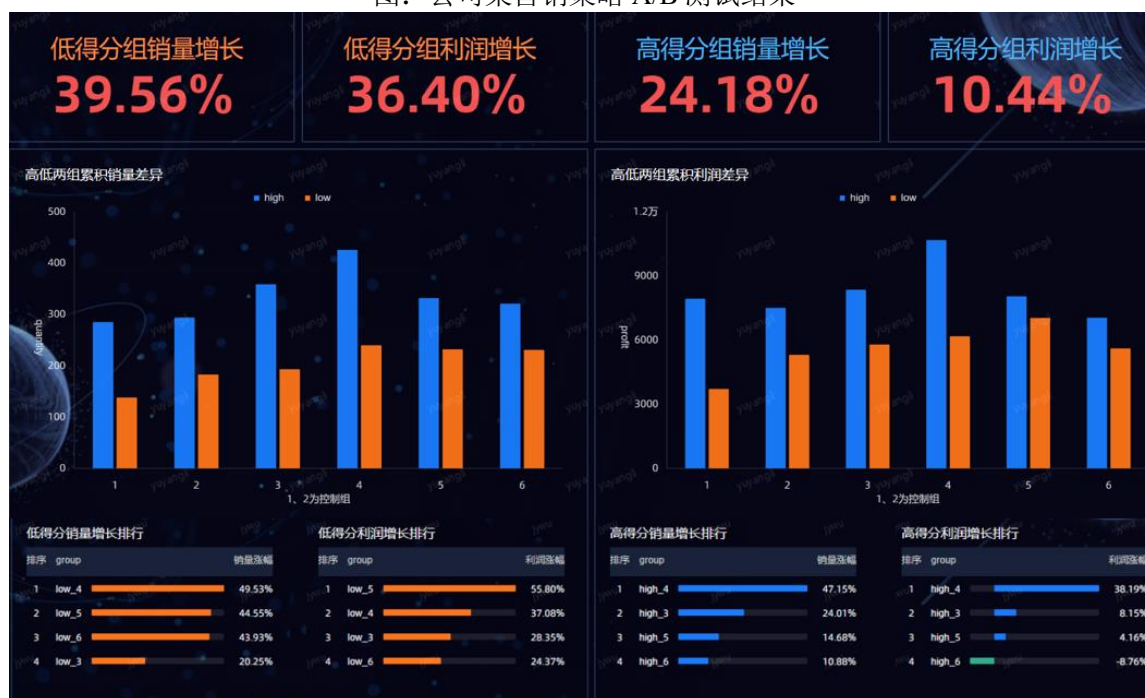 低得分组销量增长
39.56%
低得分组利润增长
36.40%
高得分组销量增长
24.18%
高得分组利润增长
10.44%
高低两组累积销量差异
high low
500
400
300
200
100
0
quantity
1 2 3 4 5 6
1、2为控制组
高低两组累积利润差异
high low
1.2万
9000
6000
3000
0
profit
1 2 3 4 5 6
1、2为控制组
低得分销量增长排行
排序 group 销量涨幅
1 low_4 49.53%
2 low_5 44.55%
3 low_6 43.93%
4 low_3 20.25%
低得分利润增长排行
排序 group 利润涨幅
1 low_5 55.80%
2 low_4 37.08%
3 low_3 28.35%
4 low_6 24.37%
高得分销量增长排行
排序 group 销量涨幅
1 high_4 47.15%
2 high_3 24.01%
3 high_5 14.68%
4 high_6 10.88%
高得分利润增长排行
排序 group 利润涨幅
1 high_4 38.19%
2 high_3 8.15%
3 high_5 4.16%
4 high_6 -8.76%